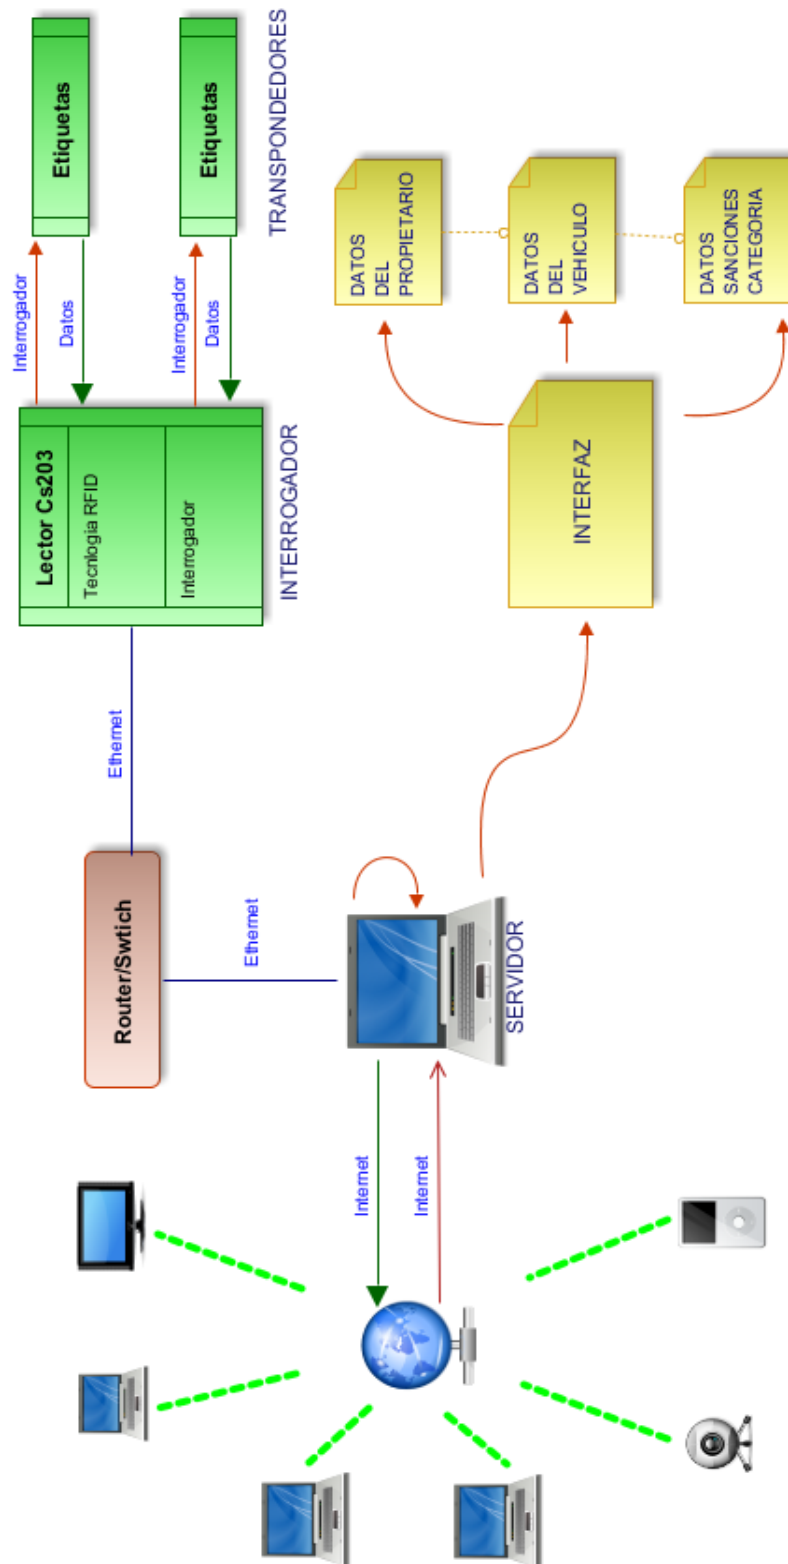 Router/Swtich
Ethernet
Ethernet
Lector Cs203
Tecnlogia RFID
Interrogador
INTERROGADOR
Interrogador
Datos
Interrogador
Datos
Etiquetas
Etiquetas
TRANSPONDEDORES
Internet
Internet
SERVIDOR
INTERFAZ
DATOS
DEL
PROPIETARIO
DATOS
DEL
VEHICULO
DATOS
SANCIONES
CATEGORIA